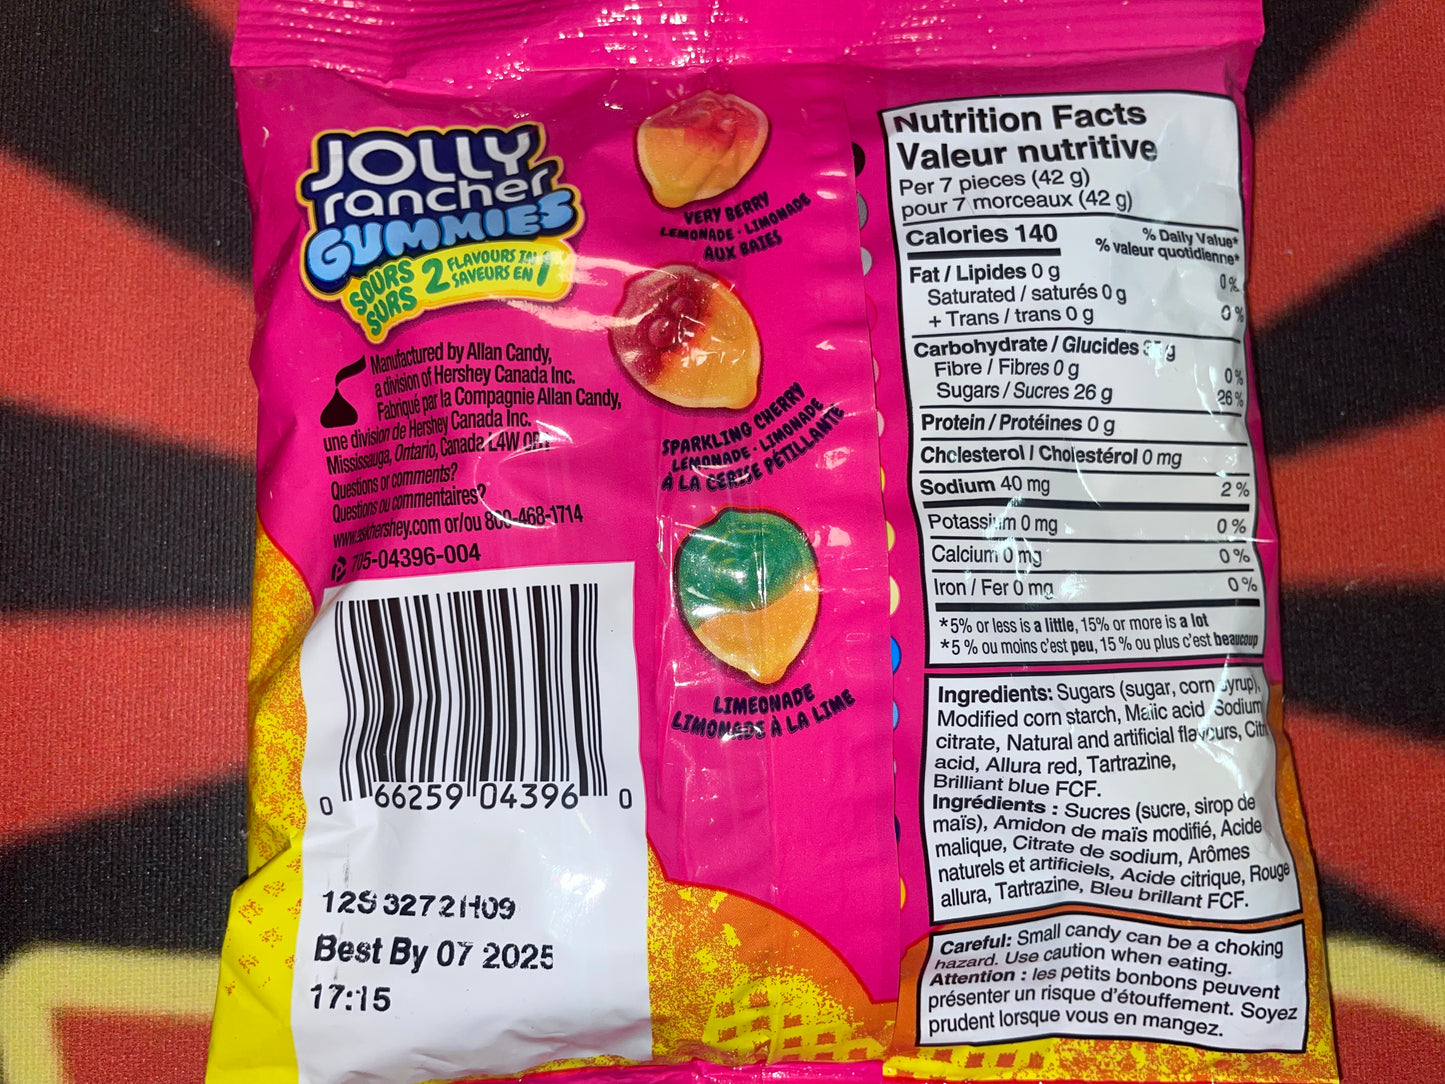 JOLLY
rancher
GUMMIES
SOURS
SURS
2 FLAVOURS IN
SAVEURS EN 1
Manufactured by Allan Candy,
a division of Hershey Canada Inc.
Fabriqué par la Compagnie Allan Candy,
une division de Hershey Canada Inc.
Mississauga, Ontario, Canada L4W
Questions or comments?
Questions ou commentaires?
www.askhershey.com or/ou 800-468-1714
705-04396-004
0 66259 04396 0
12S 3272 1H09
Best By 07 2025
17:15
VERY BERRY
LEMONADE · LIMONADE
AUX BAIES
SPARKLING CHERRY
LEMONADE · LIMONADE
À LA CERISE PÉTILLANTE
LIMEONADE
LIMONADE À LA LIME
Nutrition Facts
Valeur nutritive
Per 7 pieces (42 g)
pour 7 morceaux (42 g)
Calories 140
% Daily Value*
% valeur quotidienne*
Fat / Lipides 0 g 0 %
Saturated / saturés 0 g
+ Trans / trans 0 g 0 %
Carbohydrate / Glucides g
Fibre / Fibres 0 g 0 %
Sugars / Sucres 26 g 26 %
Protein / Protéines 0 g
Cholesterol / Cholestérol 0 mg
Sodium 40 mg 2 %
Potassium 0 mg 0 %
Calcium 0 mg 0 %
Iron / Fer 0 mg 0 %
*5% or less is a little, 15% or more is a lot
*5 % ou moins c'est peu, 15 % ou plus c'est beaucoup
Ingredients: Sugars (sugar, corn syrup),
Modified corn starch, Malic acid, Sodium
citrate, Natural and artificial flavours, Citric
acid, Allura red, Tartrazine,
Brilliant blue FCF.
Ingrédients : Sucres (sucre, sirop de
maïs), Amidon de maïs modifié, Acide
malique, Citrate de sodium, Arômes
naturels et artificiels, Acide citrique, Rouge
allura, Tartrazine, Bleu brillant FCF.
Careful: Small candy can be a choking
hazard. Use caution when eating.
Attention : les petits bonbons peuvent
présenter un risque d'étouffement. Soyez
prudent lorsque vous en mangez.